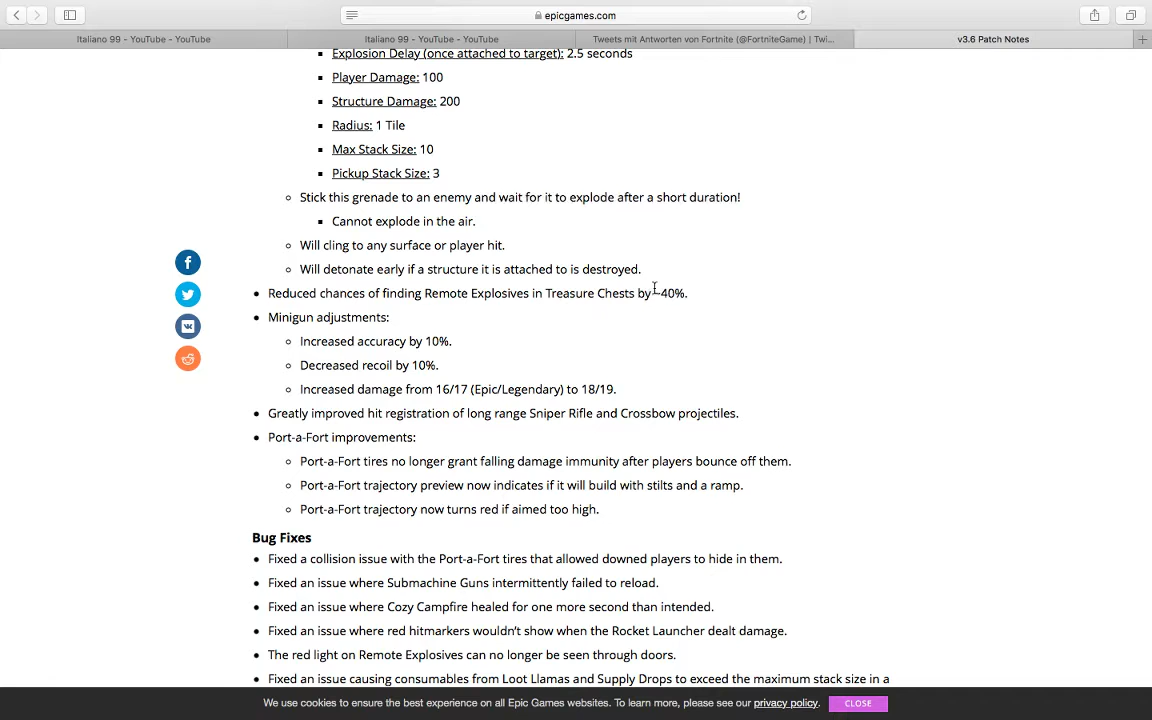 epicgames.com
Italiano 99 - YouTube - YouTube
Italiano 99 - YouTube - YouTube
Tweets mit Antworten von Fortnite (@FortniteGame) | Twi...
v3.6 Patch Notes
Explosion Delay (once attached to target): 2.5 seconds
Player Damage: 100
Structure Damage: 200
Radius: 1 Tile
Max Stack Size: 10
Pickup Stack Size: 3
Stick this grenade to an enemy and wait for it to explode after a short duration!
Cannot explode in the air.
Will cling to any surface or player hit.
Will detonate early if a structure it is attached to is destroyed.
Reduced chances of finding Remote Explosives in Treasure Chests by ~40%.
Minigun adjustments:
Increased accuracy by 10%.
Decreased recoil by 10%.
Increased damage from 16/17 (Epic/Legendary) to 18/19.
Greatly improved hit registration of long range Sniper Rifle and Crossbow projectiles.
Port-a-Fort improvements:
Port-a-Fort tires no longer grant falling damage immunity after players bounce off them.
Port-a-Fort trajectory preview now indicates if it will build with stilts and a ramp.
Port-a-Fort trajectory now turns red if aimed too high.
Bug Fixes
Fixed a collision issue with the Port-a-Fort tires that allowed downed players to hide in them.
Fixed an issue where Submachine Guns intermittently failed to reload.
Fixed an issue where Cozy Campfire healed for one more second than intended.
Fixed an issue where red hitmarkers wouldn't show when the Rocket Launcher dealt damage.
The red light on Remote Explosives can no longer be seen through doors.
Fixed an issue causing consumables from Loot Llamas and Supply Drops to exceed the maximum stack size in a
We use cookies to ensure the best experience on all Epic Games websites. To learn more, please see our privacy policy. CLOSE